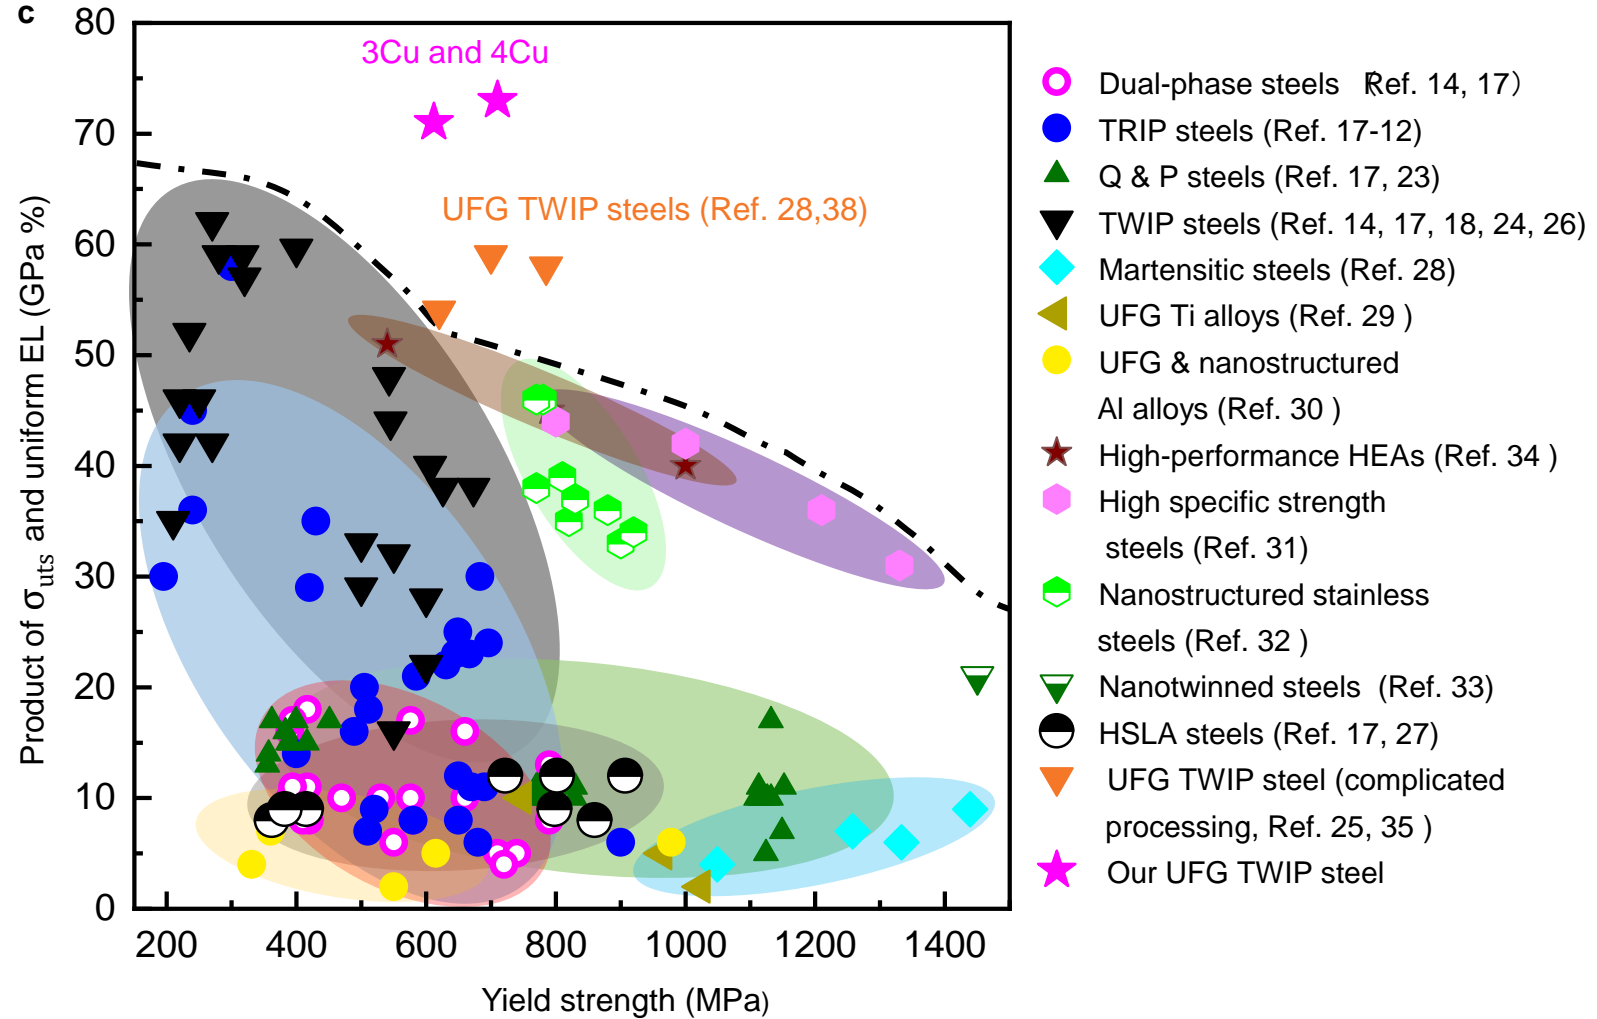 c
80
70
60
50
40
30
20
10
0
Product of σuts and uniform EL (GPa %)
3Cu and 4Cu
UFG TWIP steels (Ref. 28,38)
200 400 600 800 1000 1200 1400
Yield strength (MPa)
Dual-phase steels (Ref. 14, 17)
TRIP steels (Ref. 17-12)
Q & P steels (Ref. 17, 23)
TWIP steels (Ref. 14, 17, 18, 24, 26)
Martensitic steels (Ref. 28)
UFG Ti alloys (Ref. 29 )
UFG & nanostructured
Al alloys (Ref. 30 )
High-performance HEAs (Ref. 34 )
High specific strength
steels (Ref. 31)
Nanostructured stainless
steels (Ref. 32 )
Nanotwinned steels (Ref. 33)
HSLA steels (Ref. 17, 27)
UFG TWIP steel (complicated
processing, Ref. 25, 35 )
Our UFG TWIP steel